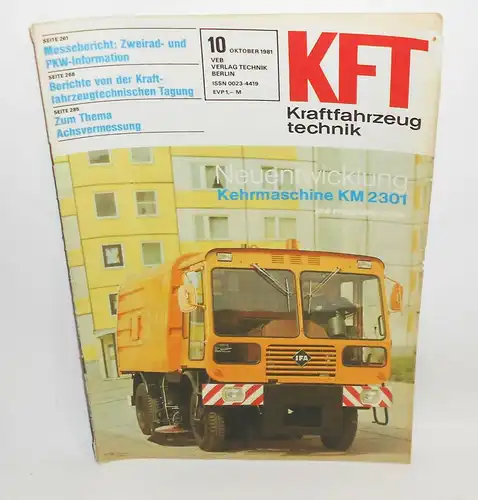 SEITE 261
Messebericht: Zweirad- und
PKW-Information
SEITE 268
Berichte von der Kraft-
fahrzeugtechnischen Tagung
SEITE 285
Zum Thema
Achsvermessung
10 OKTOBER 1981
VEB
VERLAG TECHNIK
BERLIN
ISSN 0023-4419
EVP 1,– M
KFT
Kraftfahrzeug
technik
Neuentwicklung
Kehrmaschine KM 2301
IFA